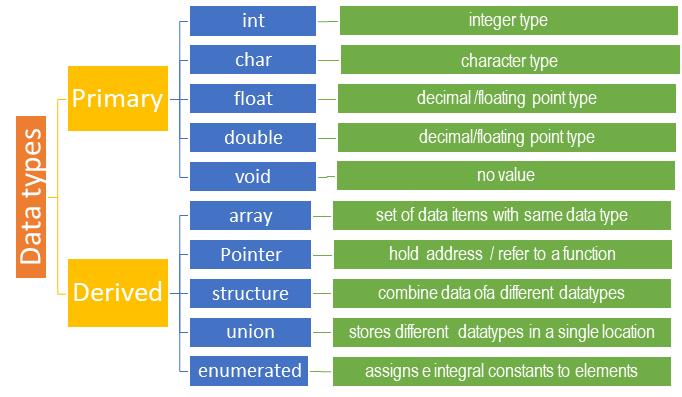 Data types
Primary
int
integer type
char
character type
float
decimal /floating point type
double
decimal/floating point type
void
no value
Derived
array
set of data items with same data type
Pointer
hold address / refer to a function
structure
combine data ofa different datatypes
union
stores different datatypes in a single location
enumerated
assigns e integral constants to elements